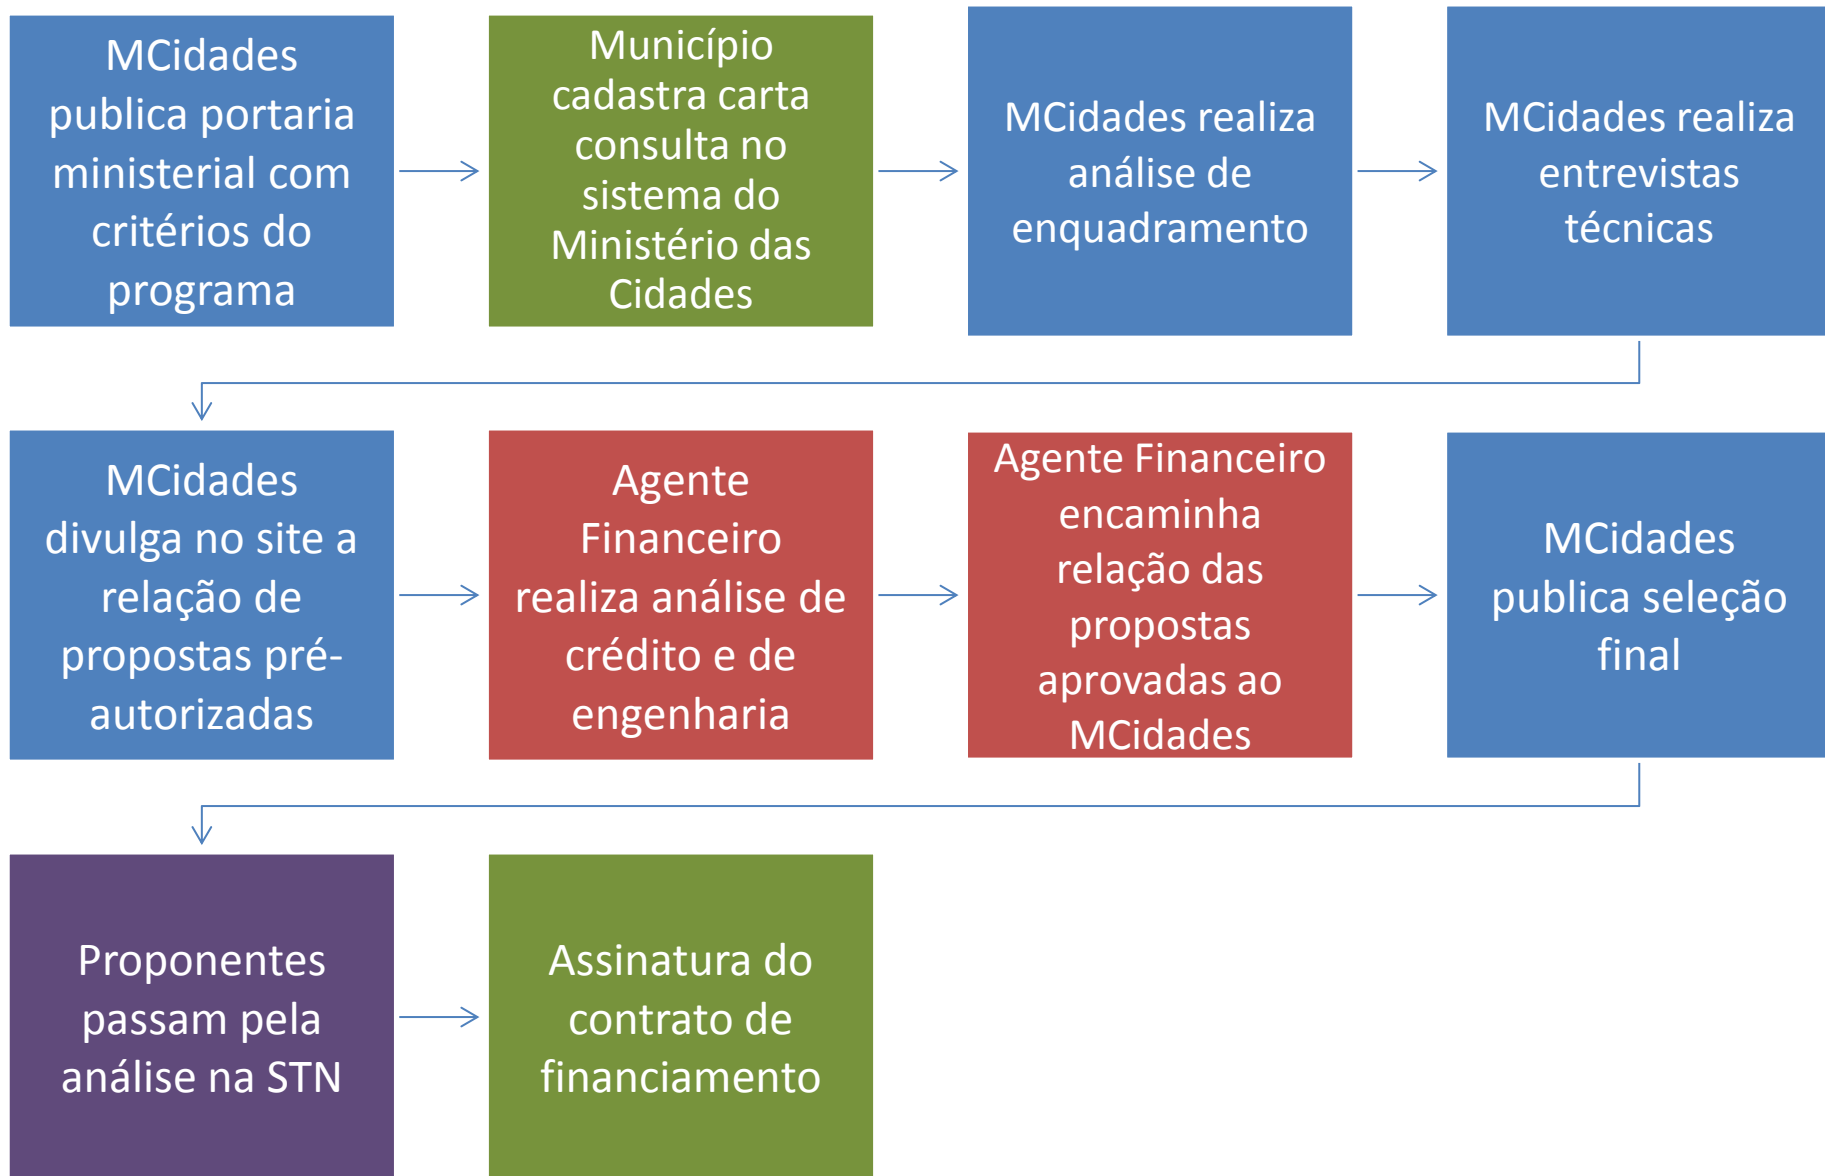 MCidades
publica portaria
ministerial com
critérios do
programa
Município
cadastra carta
consulta no
sistema do
Ministério das
Cidades
MCidades realiza
análise de
enquadramento
MCidades realiza
entrevistas
técnicas
MCidades
divulga no site a
relação de
propostas pré-
autorizadas
Agente
Financeiro
realiza análise de
crédito e de
engenharia
Agente Financeiro
encaminha
relação das
propostas
aprovadas ao
MCidades
MCidades
publica seleção
final
Proponentes
passam pela
análise na STN
Assinatura do
contrato de
financiamento